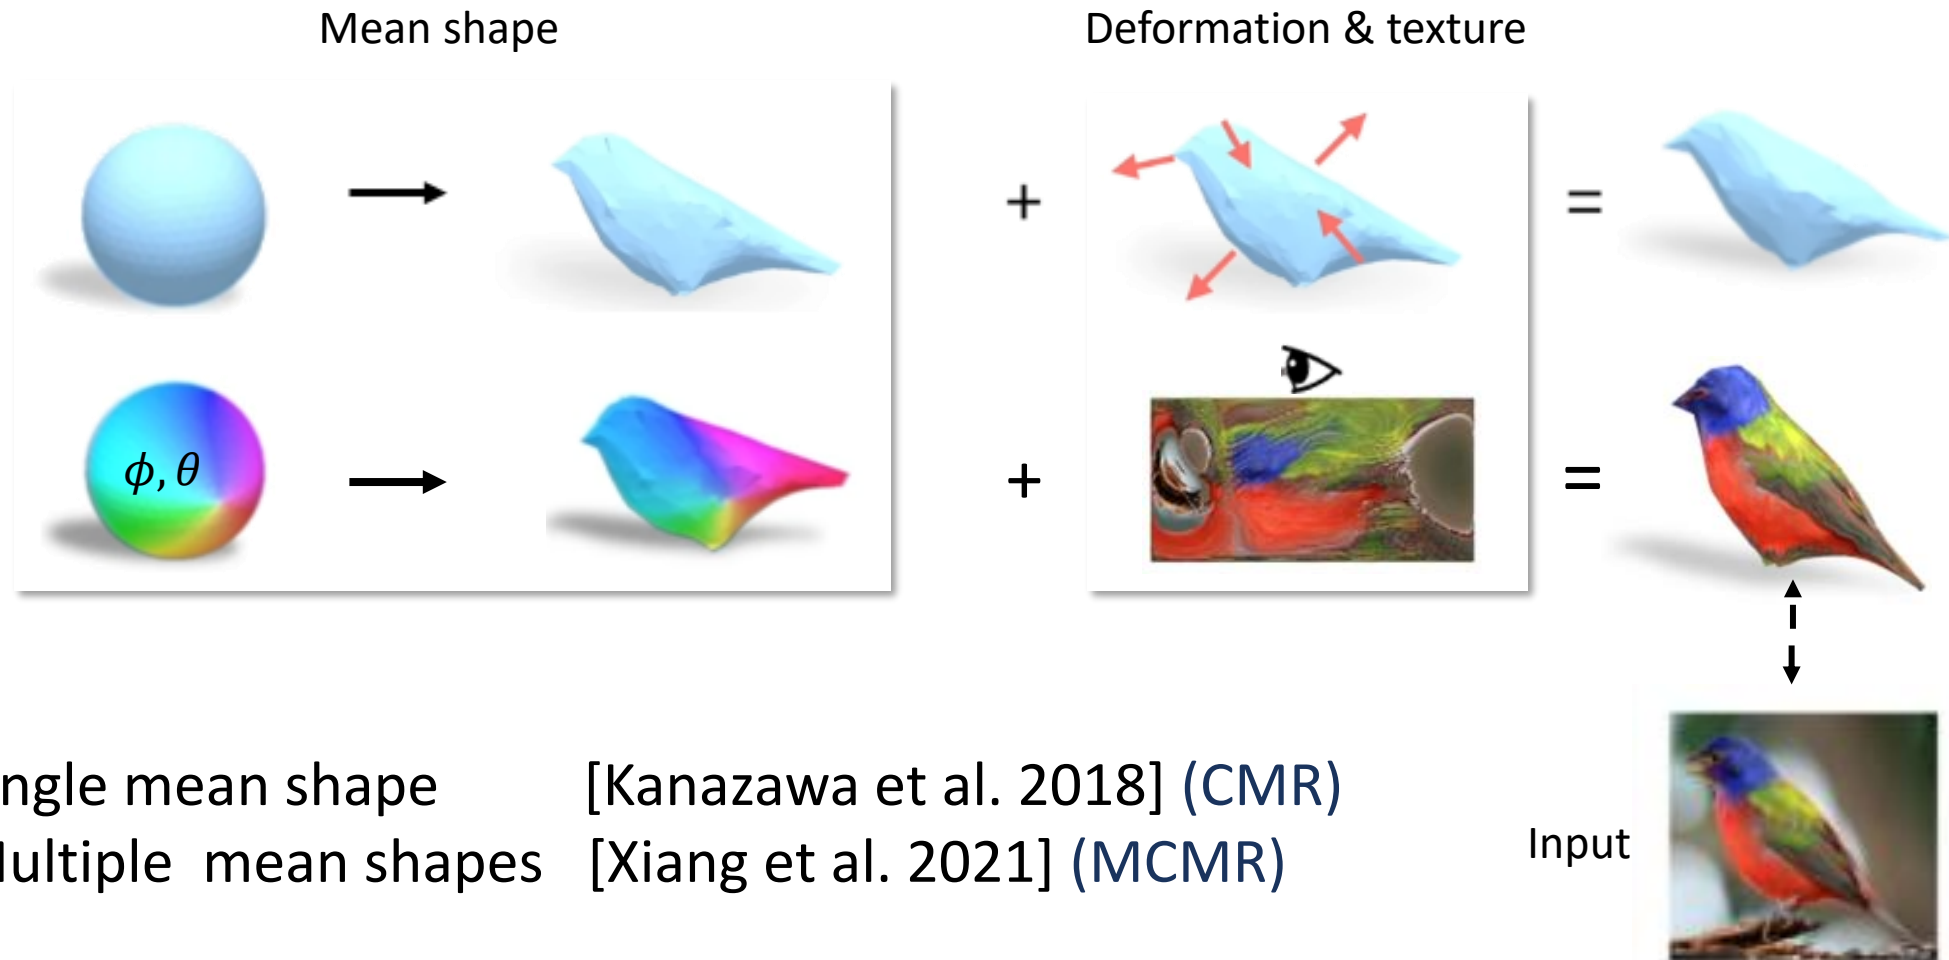 Mean shape
Deformation & texture
+
=
ϕ, θ
+
=
ngle mean shape [Kanazawa et al. 2018] (CMR)
ultiple mean shapes [Xiang et al. 2021] (MCMR)
Input